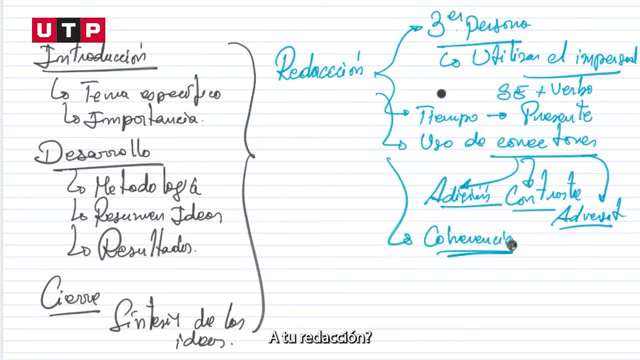 UTP
Introducción
Tema específico
Importancia.
Desarrollo
Metodología
Resumen Ideas
Resultados.
Cierre
Síntesis de las
ideas.
Redacción
3era Persona
Utilizar el impersonal
SE + Verbo
Tiempo → Presente
Uso de conectores
Adición Contraste
Adversat
Coherencia
A tu redacción?